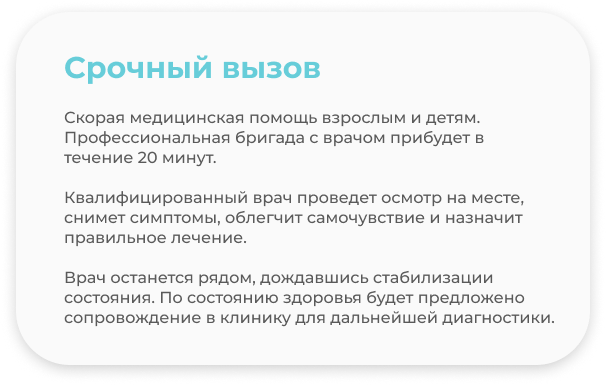 Срочный вызов
Скорая медицинская помощь взрослым и детям.
Профессиональная бригада с врачом прибудет в
течение 20 минут.
Квалифицированный врач проведет осмотр на месте,
снимет симптомы, облегчит самочувствие и назначит
правильное лечение.
Врач останется рядом, дождавшись стабилизации
состояния. По состоянию здоровья будет предложено
сопровождение в клинику для дальнейшей диагностики.